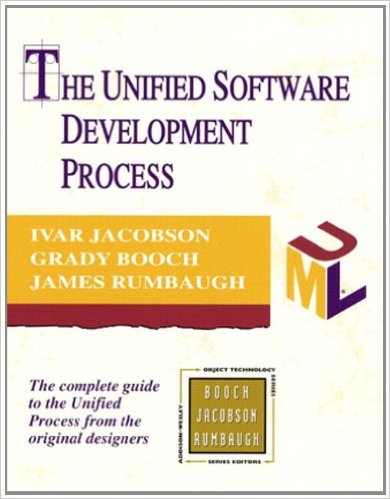 THE UNIFIED SOFTWARE
DEVELOPMENT
PROCESS
IVAR JACOBSON
GRADY BOOCH
JAMES RUMBAUGH
UML
The complete guide
to the Unified
Process from the
original designers
OBJECT TECHNOLOGY
SERIES
ADDISON-WESLEY
BOOCH
JACOBSON
RUMBAUGH
SERIES EDITORS